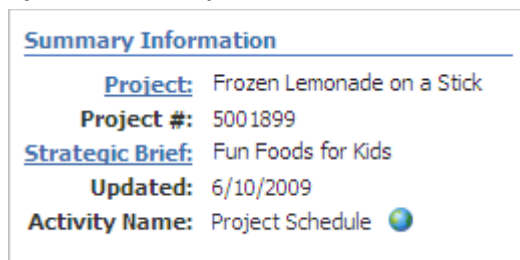 Summary Information
Project: Frozen Lemonade on a Stick
Project #: 5001899
Strategic Brief: Fun Foods for Kids
Updated: 6/10/2009
Activity Name: Project Schedule